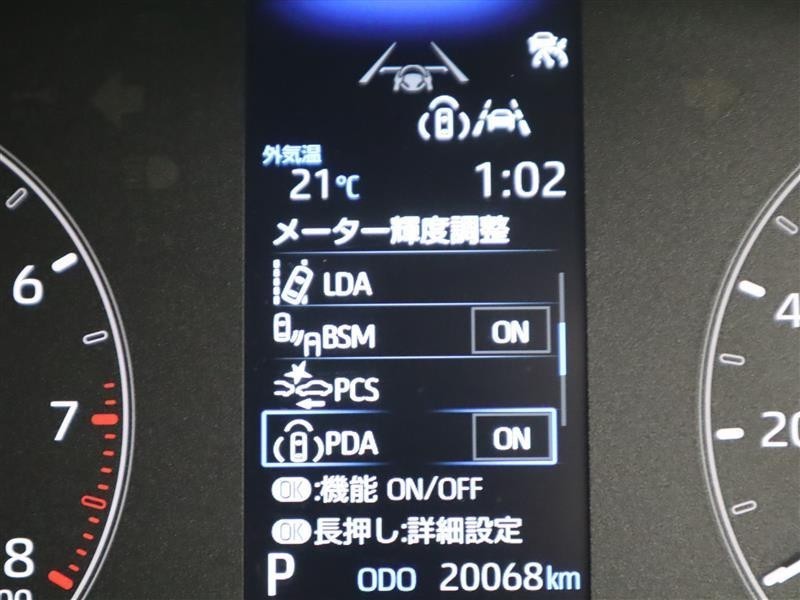 外気温
21℃ 1:02
メーター輝度調整
LDA
BSM ON
PCS
PDA ON
OK:機能 ON/OFF
OK長押し:詳細設定
P ODO 20068km
6
7
8
4
20